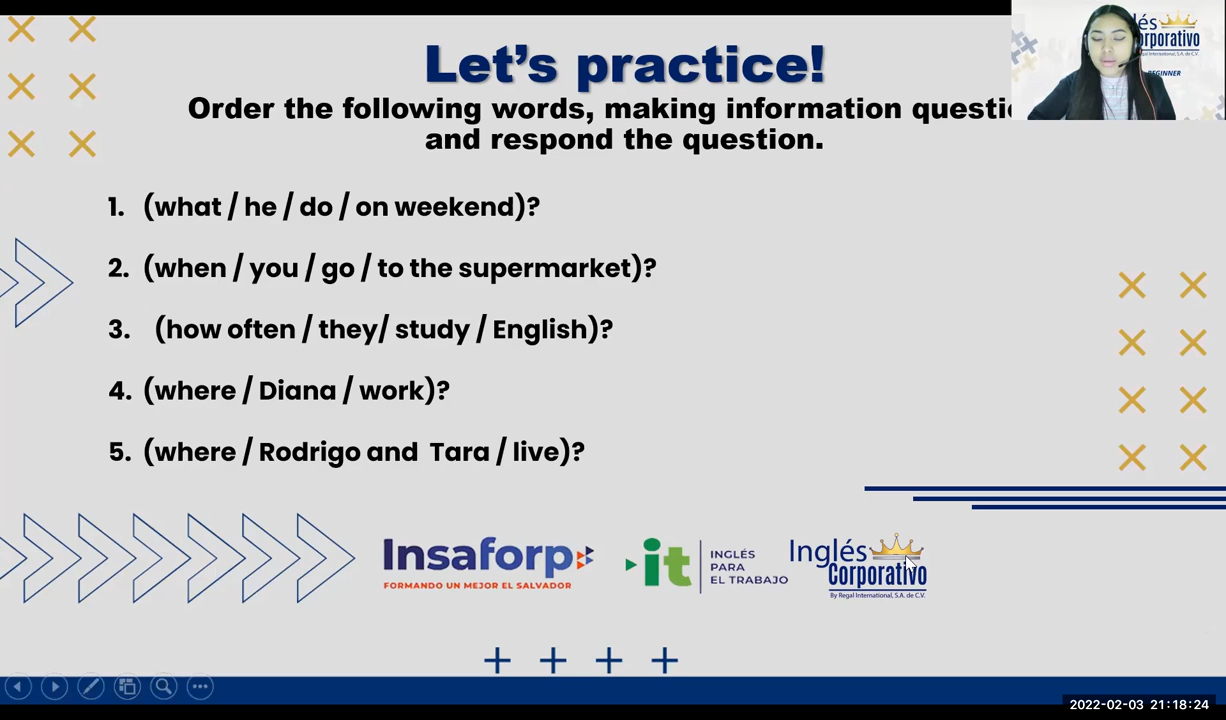 Let's practice!
Order the following words, making information
and respond the question.
1. (what / he / do / on weekend)?
2. (when / you / go / to the supermarket)?
3. (how often / they/ study / English)?
4. (where / Diana / work)?
5. (where / Rodrigo and Tara / live)?
Insaforp
FORMANDO UN MEJOR EL SALVADOR
it
INGLÉS
PARA
EL TRABAJO
Inglés
Corporativo
By Regal International, S.A. de C.V.
2022-02-03 21:18:24